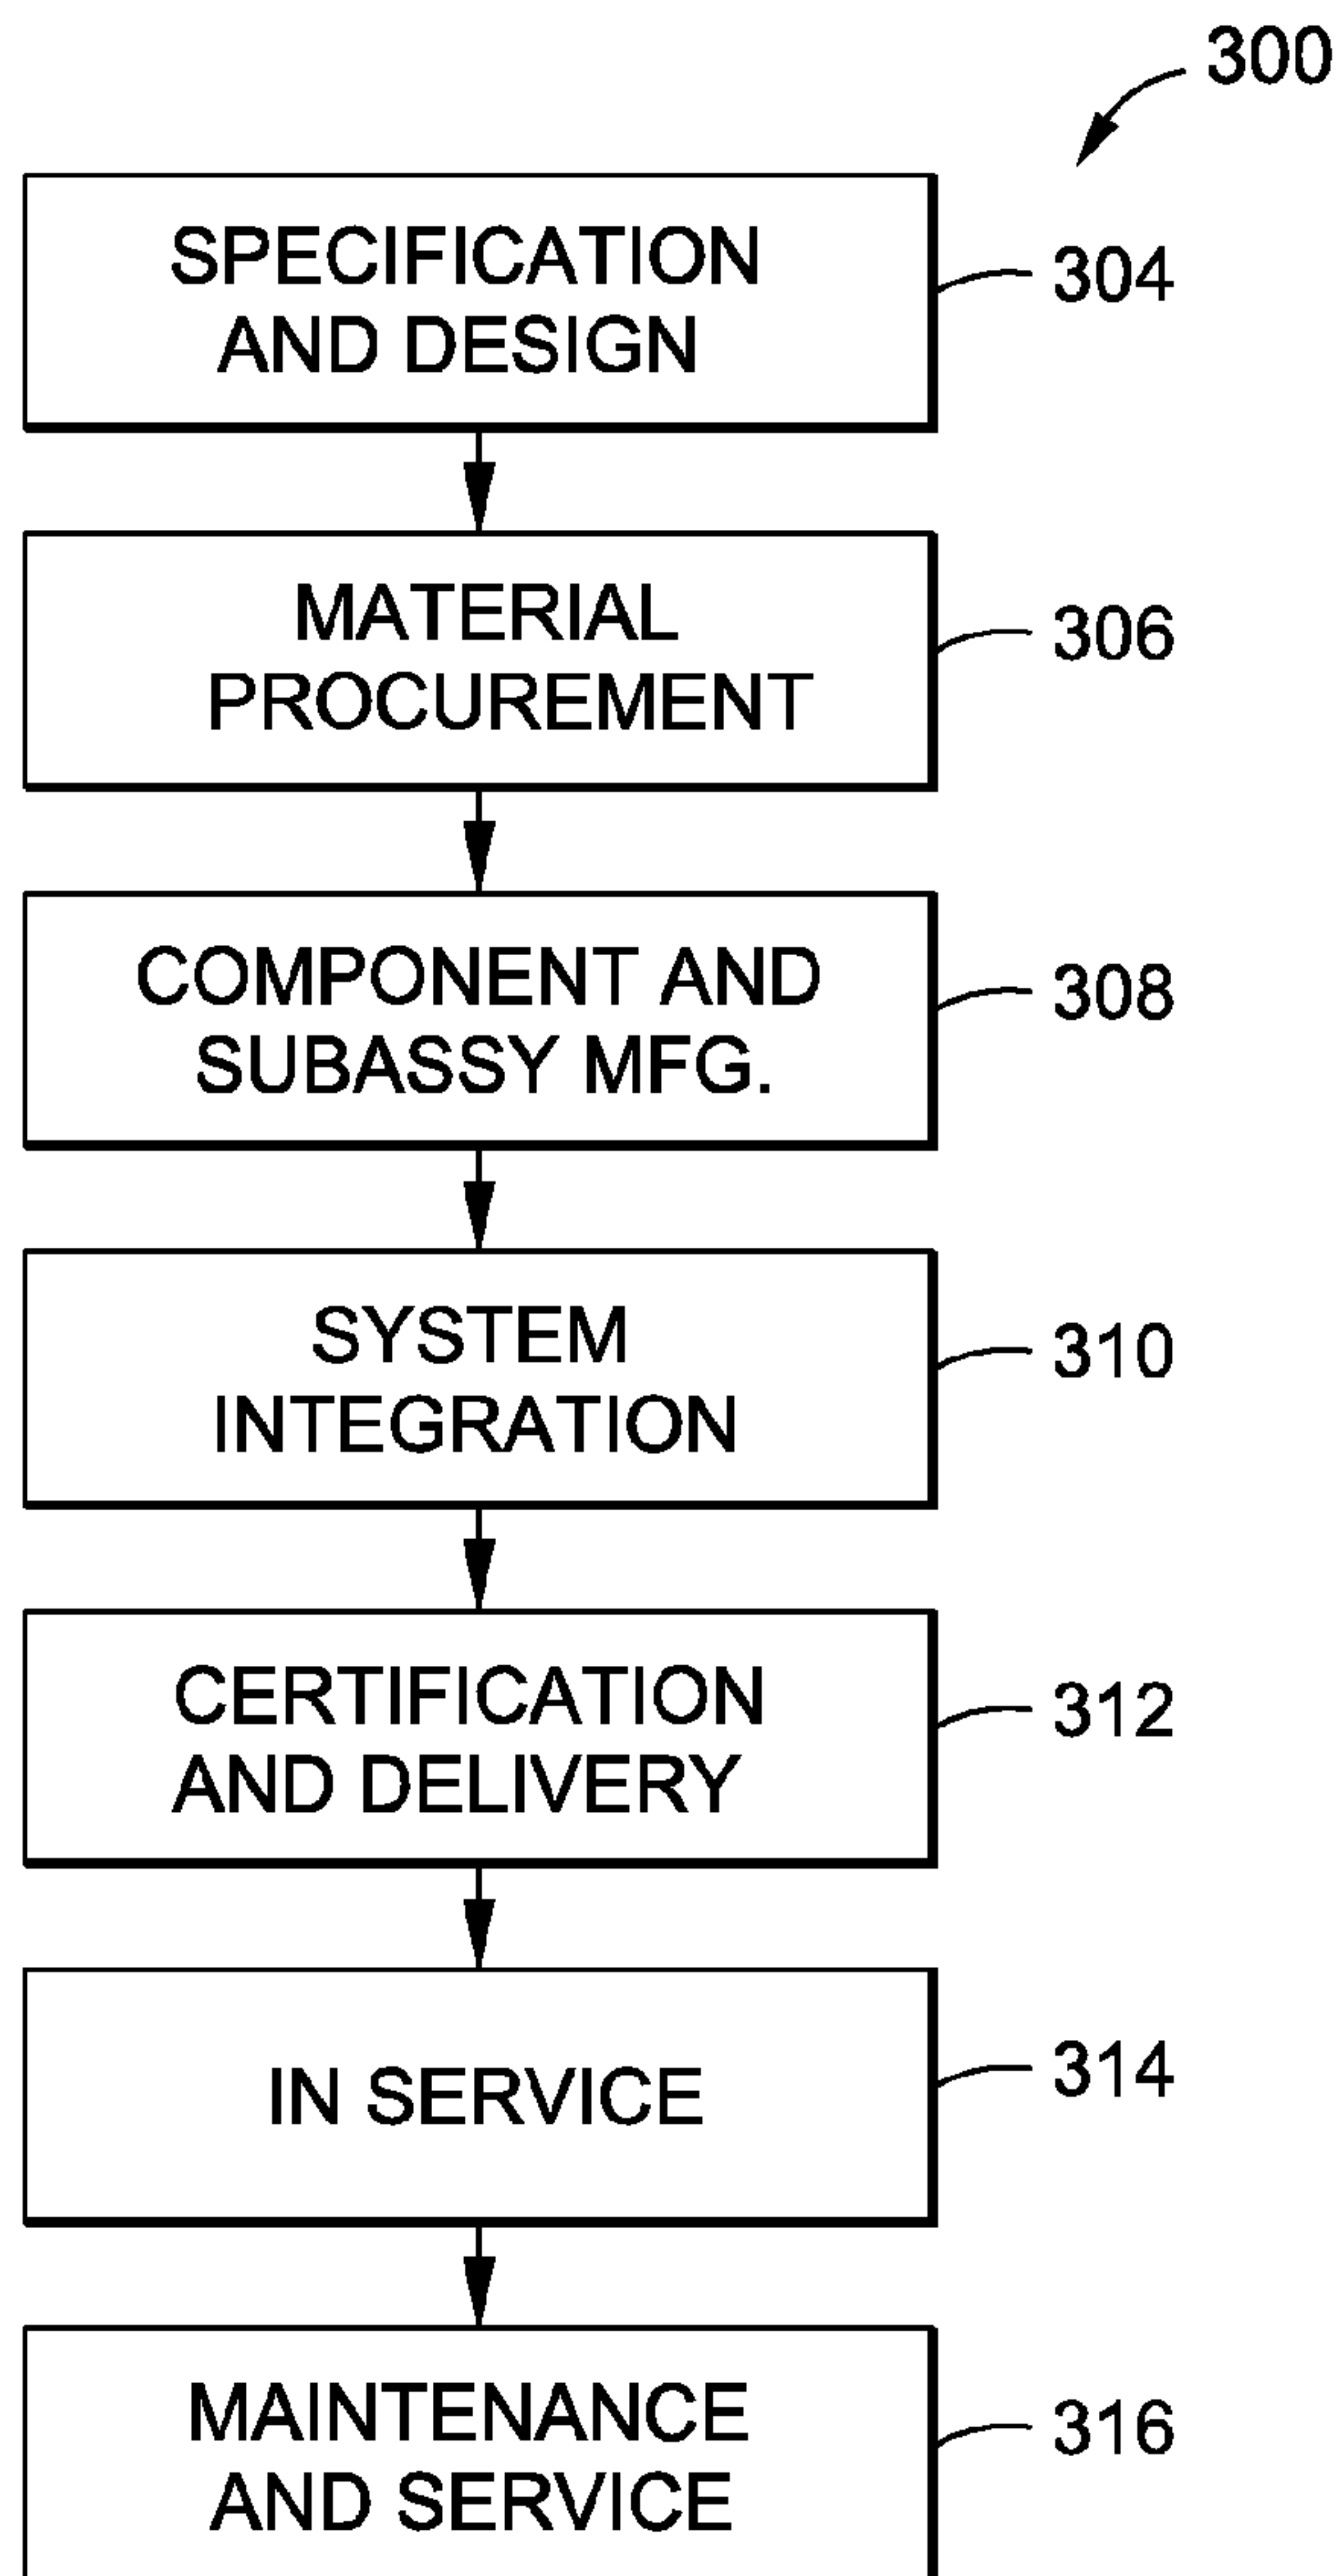 300
SPECIFICATION
AND DESIGN
304
MATERIAL
PROCUREMENT
306
COMPONENT AND
SUBASSY MFG.
308
SYSTEM
INTEGRATION
310
CERTIFICATION
AND DELIVERY
312
IN SERVICE
314
MAINTENANCE
AND SERVICE
316